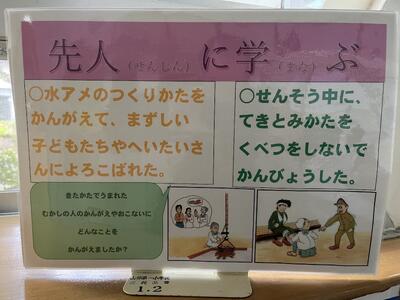 先人(せんじん)に学(まな)ぶ
○水アメのつくりかたを
かんがえて、まずしい
子どもたちやへいたいさ
んによろこばれた。
○せんそう中に、
てきとみかたを
くべつをしないで
かんびょうした。
きたかたでうまれた
むかしの人のかんがえやおこないに
どんなことを
かんがえましたか?
1.2